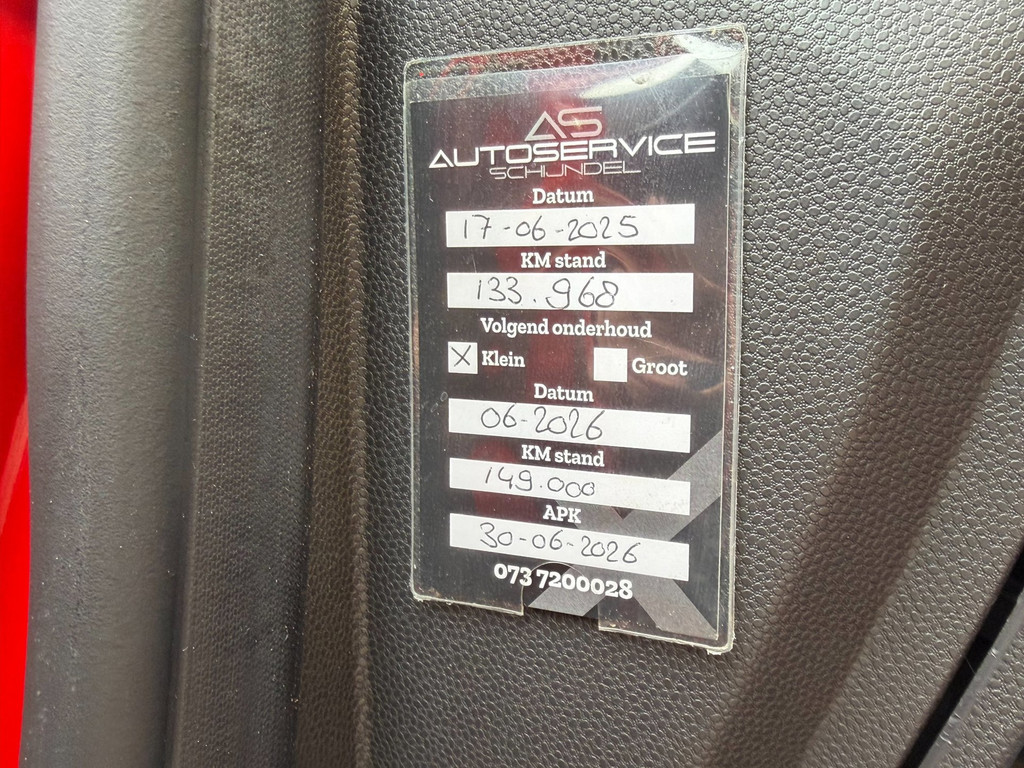 AS
AUTOSERVICE
SCHIJNDEL
Datum
17-06-2025
KM stand
133.968
Volgend onderhoud
X Klein Groot
Datum
06-2026
KM stand
149.000
APK
30-06-2026
073 7200028